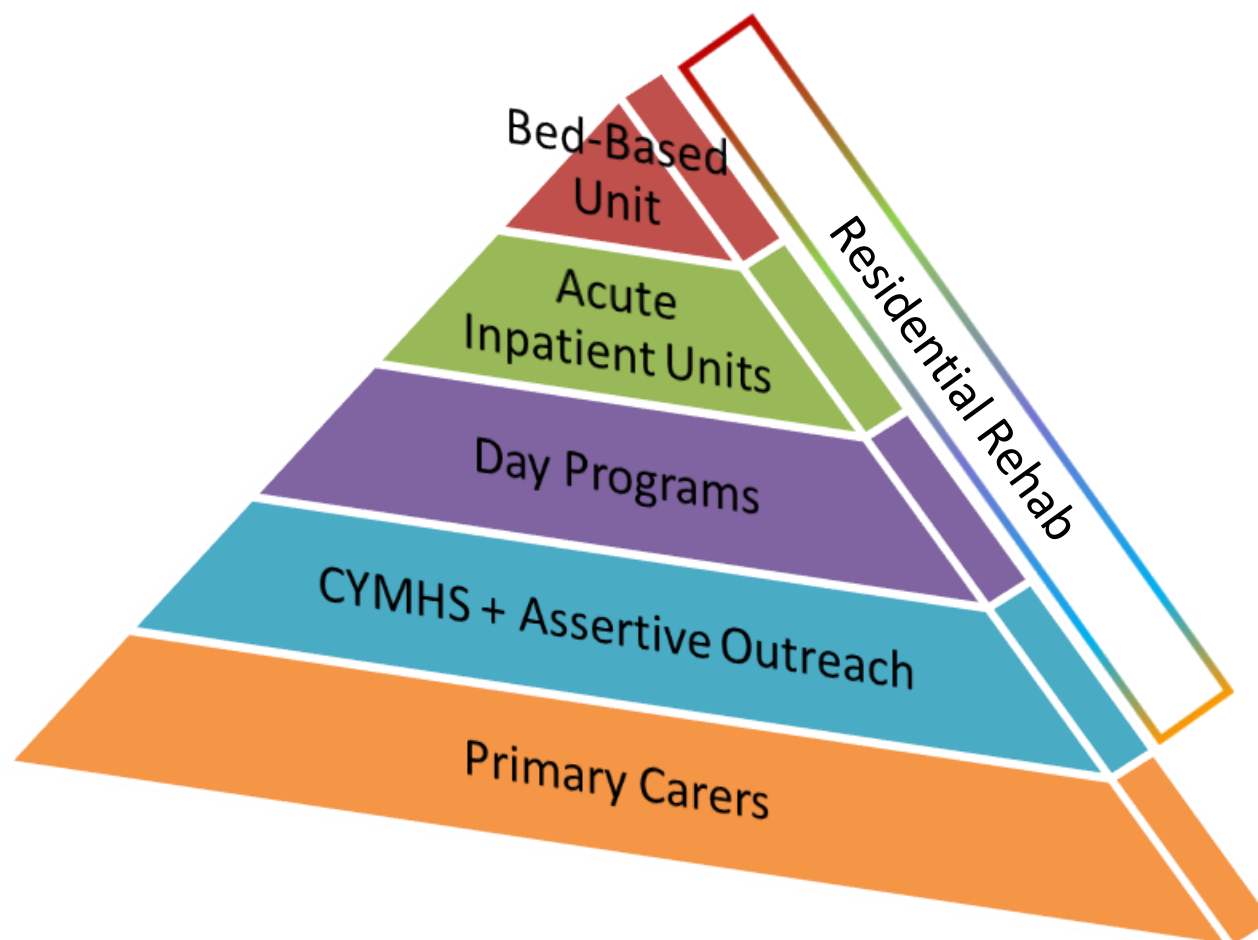 Bed-Based
Unit
Acute
Inpatient Units
Day Programs
CYMHS + Assertive Outreach
Primary Carers
Residential Rehab